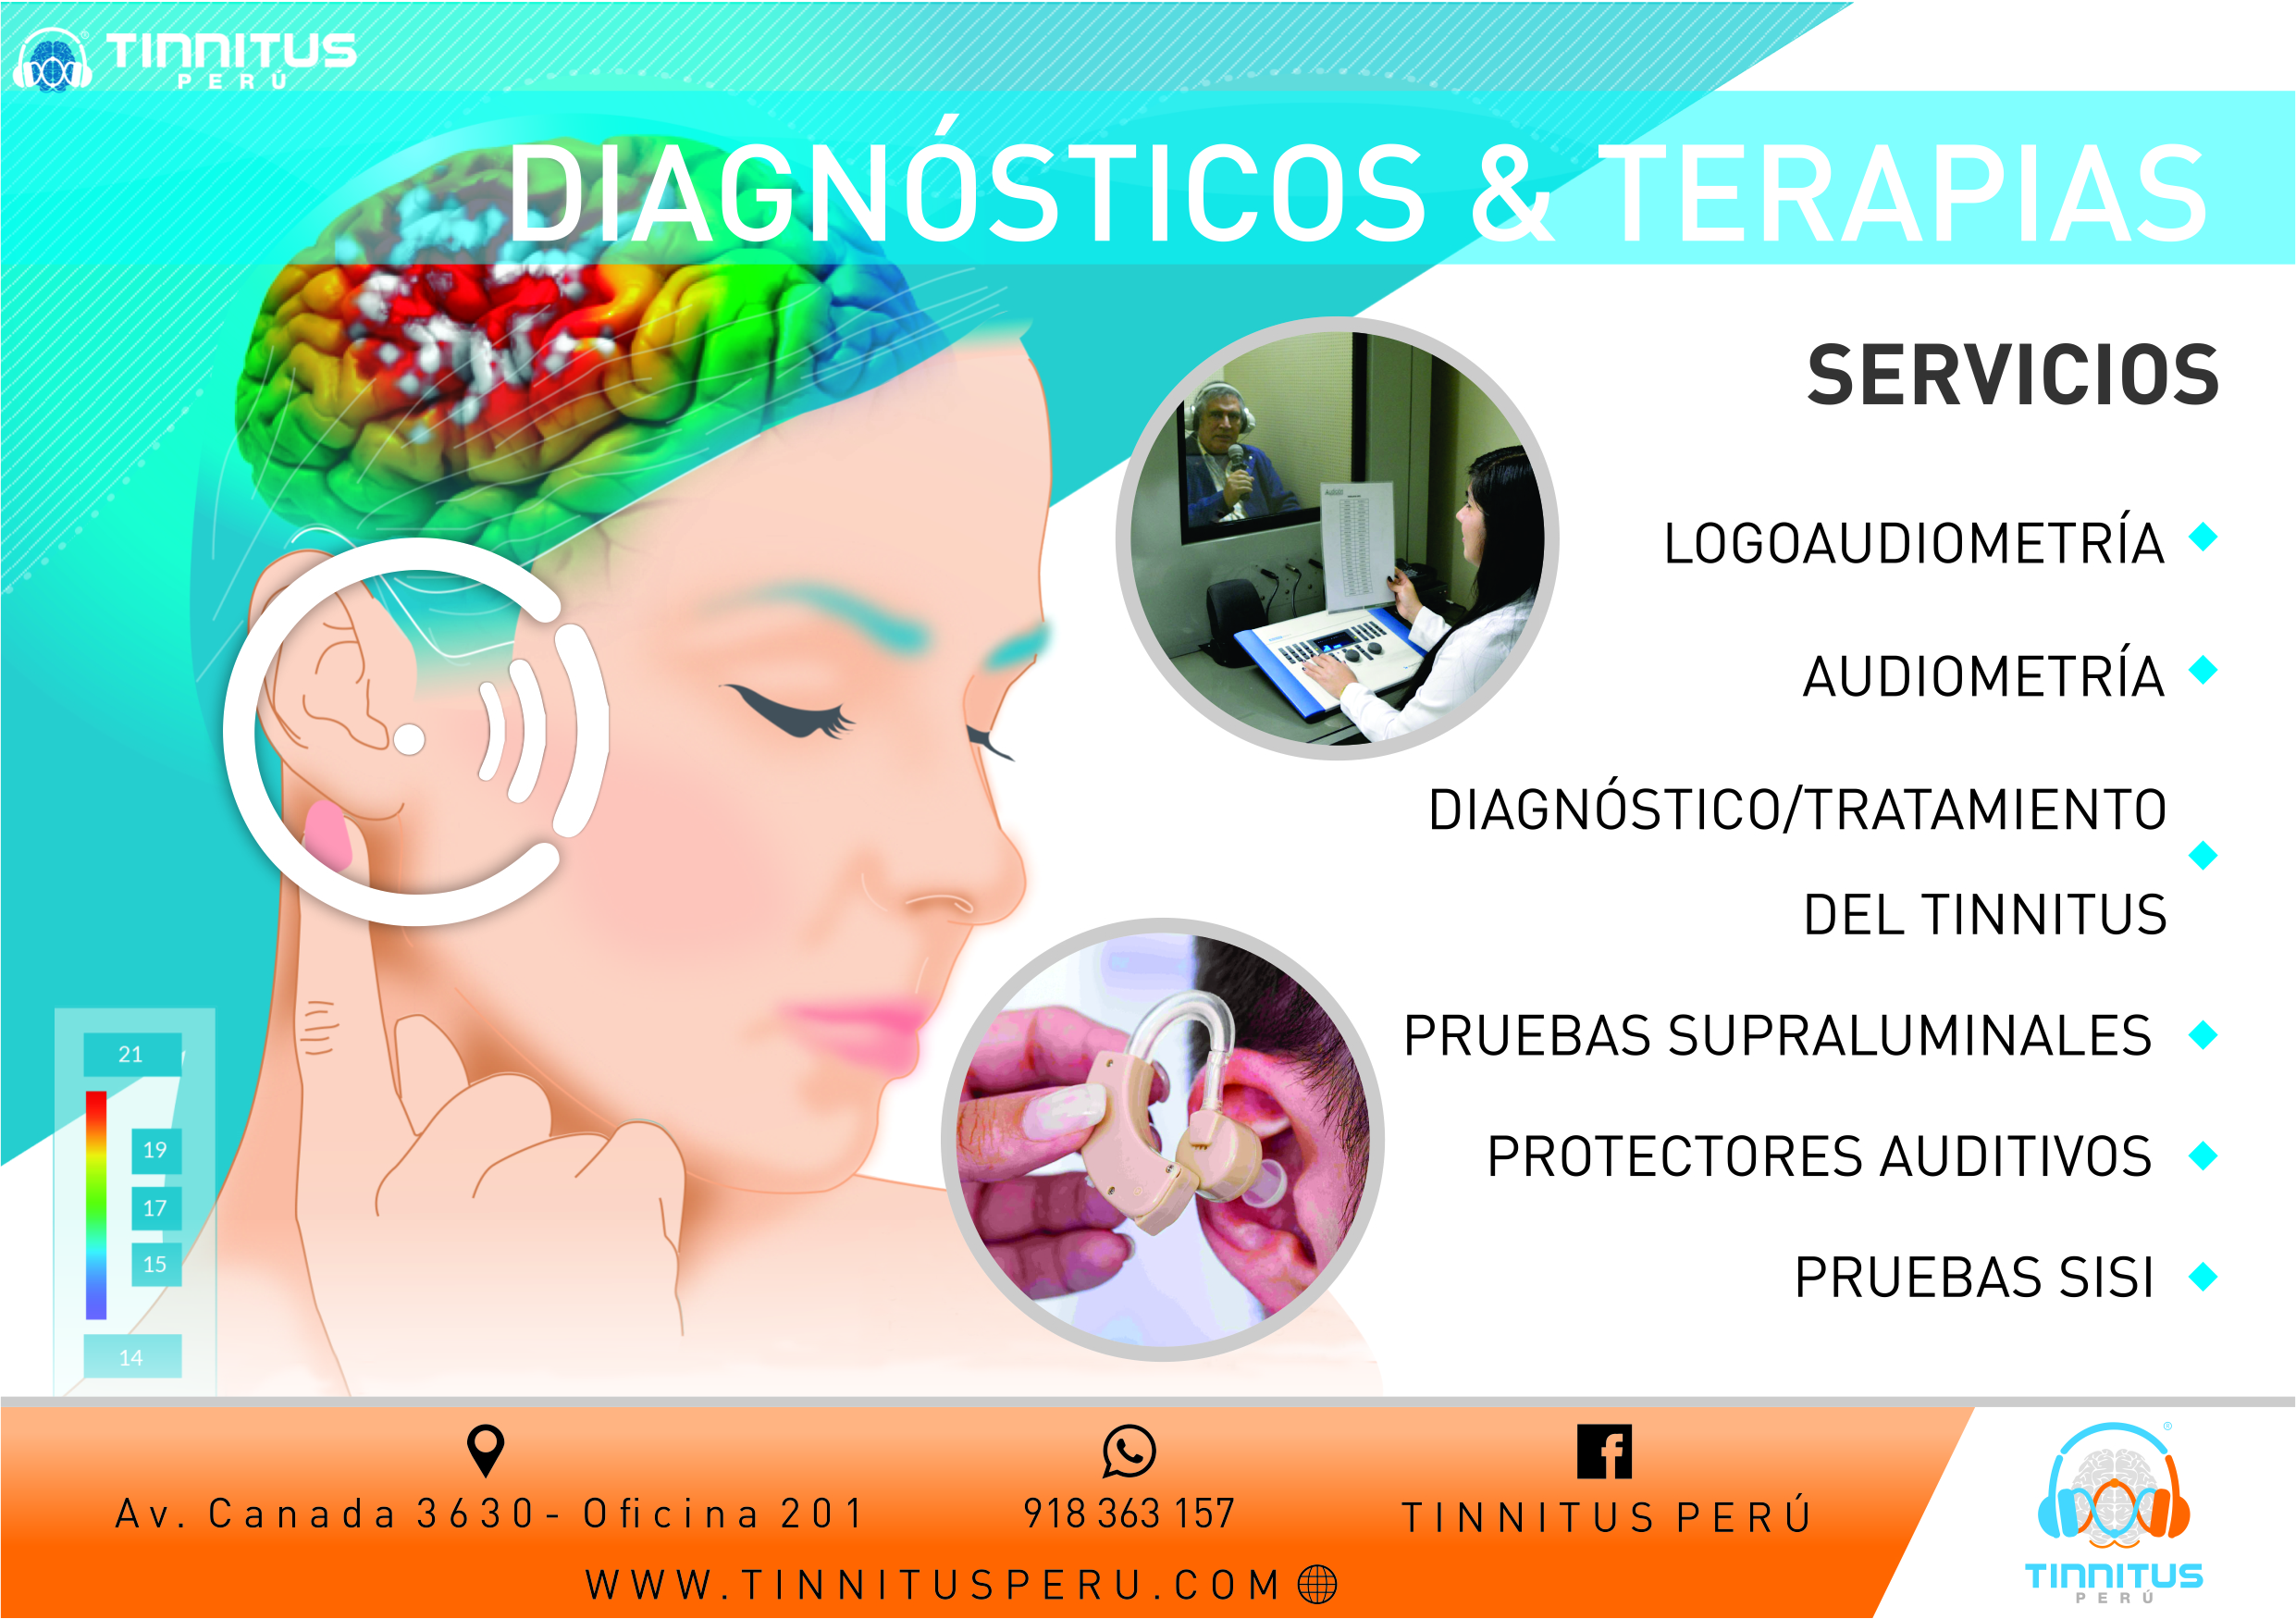 TINNITUS
PERÚ
DIAGNÓSTICOS & TERAPIAS
SERVICIOS
LOGOAUDIOMETRÍA
AUDIOMETRÍA
DIAGNÓSTICO/TRATAMIENTO
DEL TINNITUS
PRUEBAS SUPRALUMINALES
PROTECTORES AUDITIVOS
PRUEBAS SISI
21
19
17
15
14
Av. Canada 3630- Oficina 201
918 363 157
TINNITUS PERÚ
WWW.TINNITUSPERU.COM
TINNITUS
PERÚ